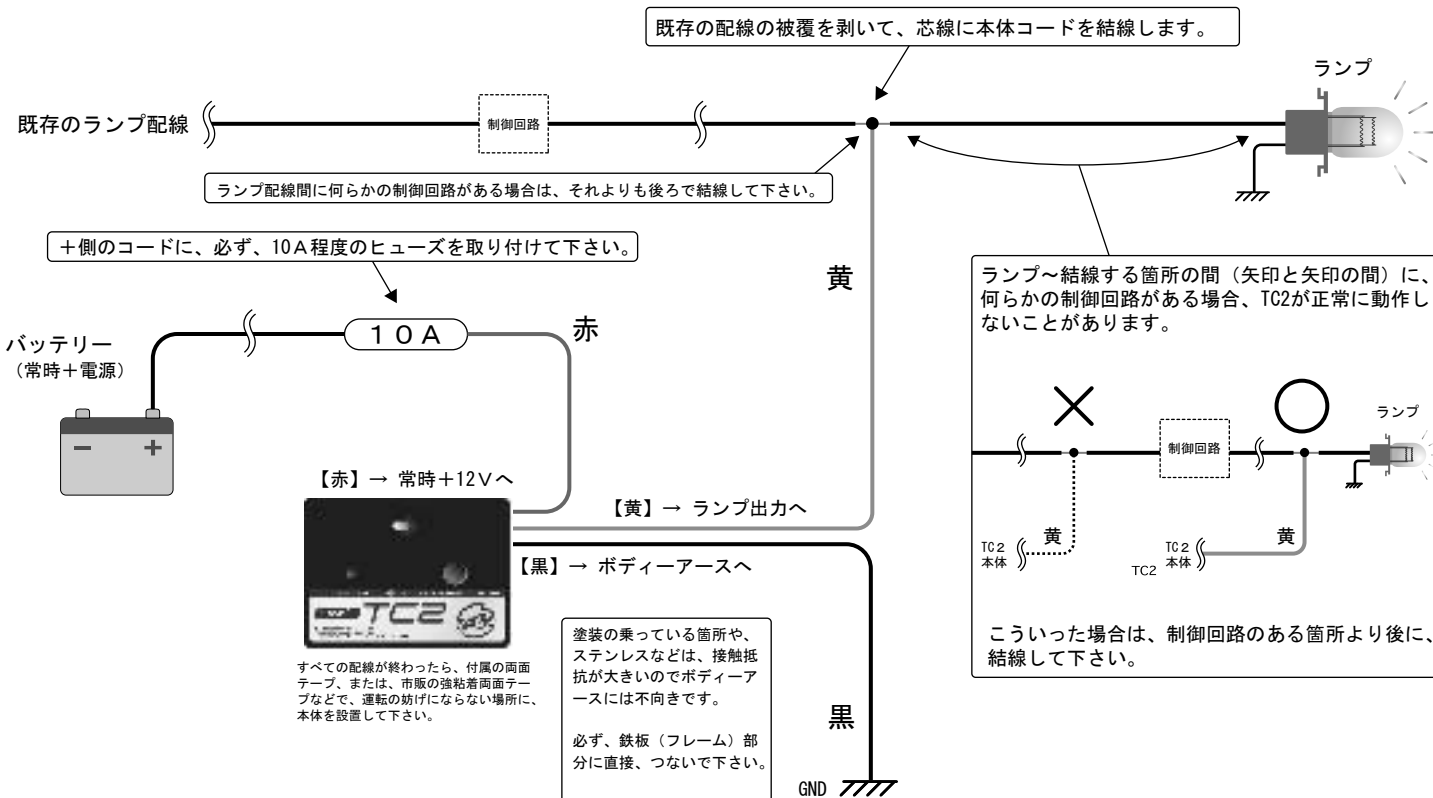 既存の配線の被覆を剥いて、芯線に本体コードを結線します。
ランプ
既存のランプ配線
制御回路
ランプ配線間に何らかの制御回路がある場合は、それよりも後ろで結線して下さい。
＋側のコードに、必ず、10A程度のヒューズを取り付けて下さい。
黄
１０A
赤
バッテリー
（常時＋電源）
－
＋
ランプ～結線する箇所の間（矢印と矢印の間）に、
何らかの制御回路がある場合、TC2が正常に動作し
ないことがあります。
ランプ
制御回路
TC2
本体
黄
TC2
TC2
本体
黄
こういった場合は、制御回路のある箇所より後に、
結線して下さい。
【赤】→ 常時＋12Vへ
【黄】→ ランプ出力へ
【黒】→ ボディーアースへ
TC2
すべての配線が終わったら、付属の両面
テープ、または、市販の強粘着両面テー
プなどで、運転の妨げにならない場所に、
本体を設置して下さい。
塗装の乗っている箇所や、
ステンレスなどは、接触抵
抗が大きいのでボディーア
ースには不向きです。
必ず、鉄板（フレーム）部
分に直接、つないで下さい。
黒
GND